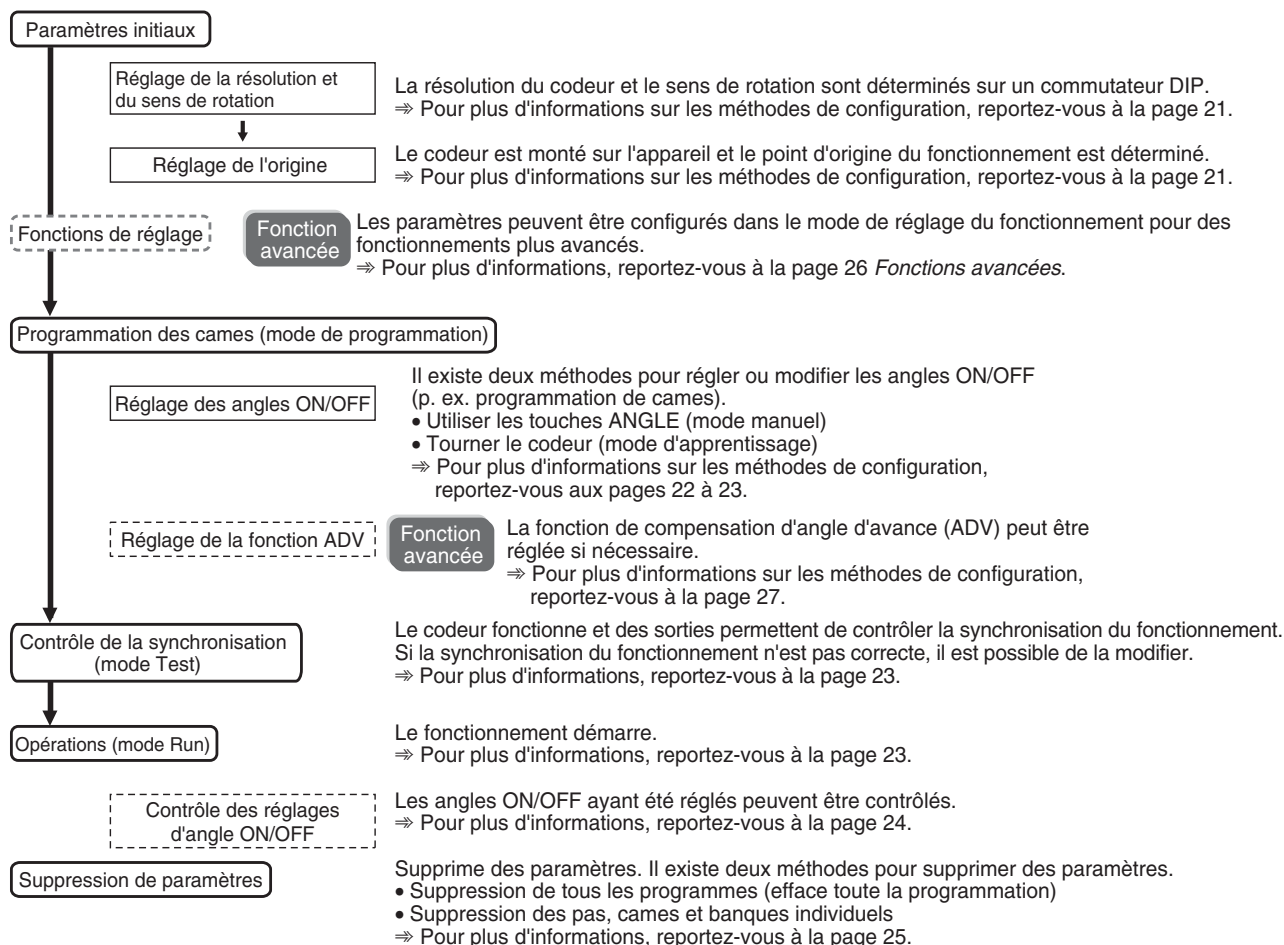 Paramètres initiaux
Réglage de la résolution et
du sens de rotation
La résolution du codeur et le sens de rotation sont déterminés sur un commutateur DIP.
⇒ Pour plus d'informations sur les méthodes de configuration, reportez-vous à la page 21.
Réglage de l'origine
Le codeur est monté sur l'appareil et le point d'origine du fonctionnement est déterminé.
⇒ Pour plus d'informations sur les méthodes de configuration, reportez-vous à la page 21.
Fonctions de réglage
Fonction
avancée
Les paramètres peuvent être configurés dans le mode de réglage du fonctionnement pour des
fonctionnements plus avancés.
⇒ Pour plus d'informations, reportez-vous à la page 26 Fonctions avancées.
Programmation des cames (mode de programmation)
Réglage des angles ON/OFF
Il existe deux méthodes pour régler ou modifier les angles ON/OFF
(p. ex. programmation de cames).
• Utiliser les touches ANGLE (mode manuel)
• Tourner le codeur (mode d'apprentissage)
⇒ Pour plus d'informations sur les méthodes de configuration,
reportez-vous aux pages 22 à 23.
Réglage de la fonction ADV
Fonction
avancée
La fonction de compensation d'angle d'avance (ADV) peut être
réglée si nécessaire.
⇒ Pour plus d'informations sur les méthodes de configuration,
reportez-vous à la page 27.
Contrôle de la synchronisation
(mode Test)
Le codeur fonctionne et des sorties permettent de contrôler la synchronisation du fonctionnement.
Si la synchronisation du fonctionnement n'est pas correcte, il est possible de la modifier.
⇒ Pour plus d'informations, reportez-vous à la page 23.
Opérations (mode Run)
Le fonctionnement démarre.
⇒ Pour plus d'informations, reportez-vous à la page 23.
Contrôle des réglages
d'angle ON/OFF
Les angles ON/OFF ayant été réglés peuvent être contrôlés.
⇒ Pour plus d'informations, reportez-vous à la page 24.
Suppression de paramètres
Supprime des paramètres. Il existe deux méthodes pour supprimer des paramètres.
• Suppression de tous les programmes (efface toute la programmation)
• Suppression des pas, cames et banques individuels
⇒ Pour plus d'informations, reportez-vous à la page 25.